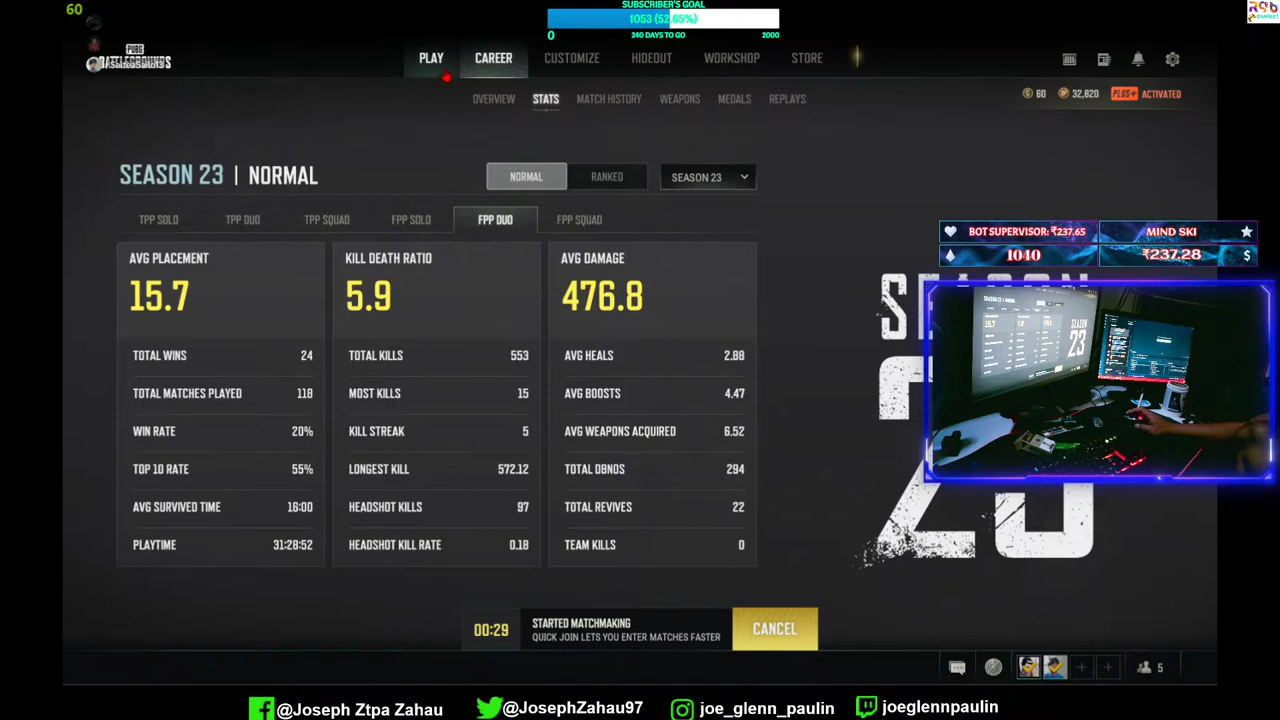 60
SUBSCRIBER'S GOAL
1053 (52.65%)
0
240 DAYS TO GO
2000
PUBG
BATTLEGROUNDS
PLAY
CAREER
CUSTOMIZE
HIDEOUT
WORKSHOP
STORE
OVERVIEW
STATS
MATCH HISTORY
WEAPONS
MEDALS
REPLAYS
60
32,820
PLUS+ ACTIVATED
SEASON 23 | NORMAL
NORMAL
RANKED
SEASON 23
TPP SOLO
TPP DUO
TPP SQUAD
FPP SOLO
FPP DUO
FPP SQUAD
AVG PLACEMENT
15.7
TOTAL WINS 24
TOTAL MATCHES PLAYED 118
WIN RATE 20%
TOP 10 RATE 55%
AVG SURVIVED TIME 16:00
PLAYTIME 31:28:52
KILL DEATH RATIO
5.9
TOTAL KILLS 553
MOST KILLS 15
KILL STREAK 5
LONGEST KILL 572.12
HEADSHOT KILLS 97
HEADSHOT KILL RATE 0.18
AVG DAMAGE
476.8
AVG HEALS 2.88
AVG BOOSTS 4.47
AVG WEAPONS ACQUIRED 6.52
TOTAL DBNOS 294
TOTAL REVIVES 22
TEAM KILLS 0
BOT SUPERVISOR: ₹237.65
MIND SKI
1040
₹237.28
$
00:29
STARTED MATCHMAKING
QUICK JOIN LETS YOU ENTER MATCHES FASTER
CANCEL
5
@Joseph Ztpa Zahau
@JosephZahau97
joe_glenn_paulin
joeglennpaulin